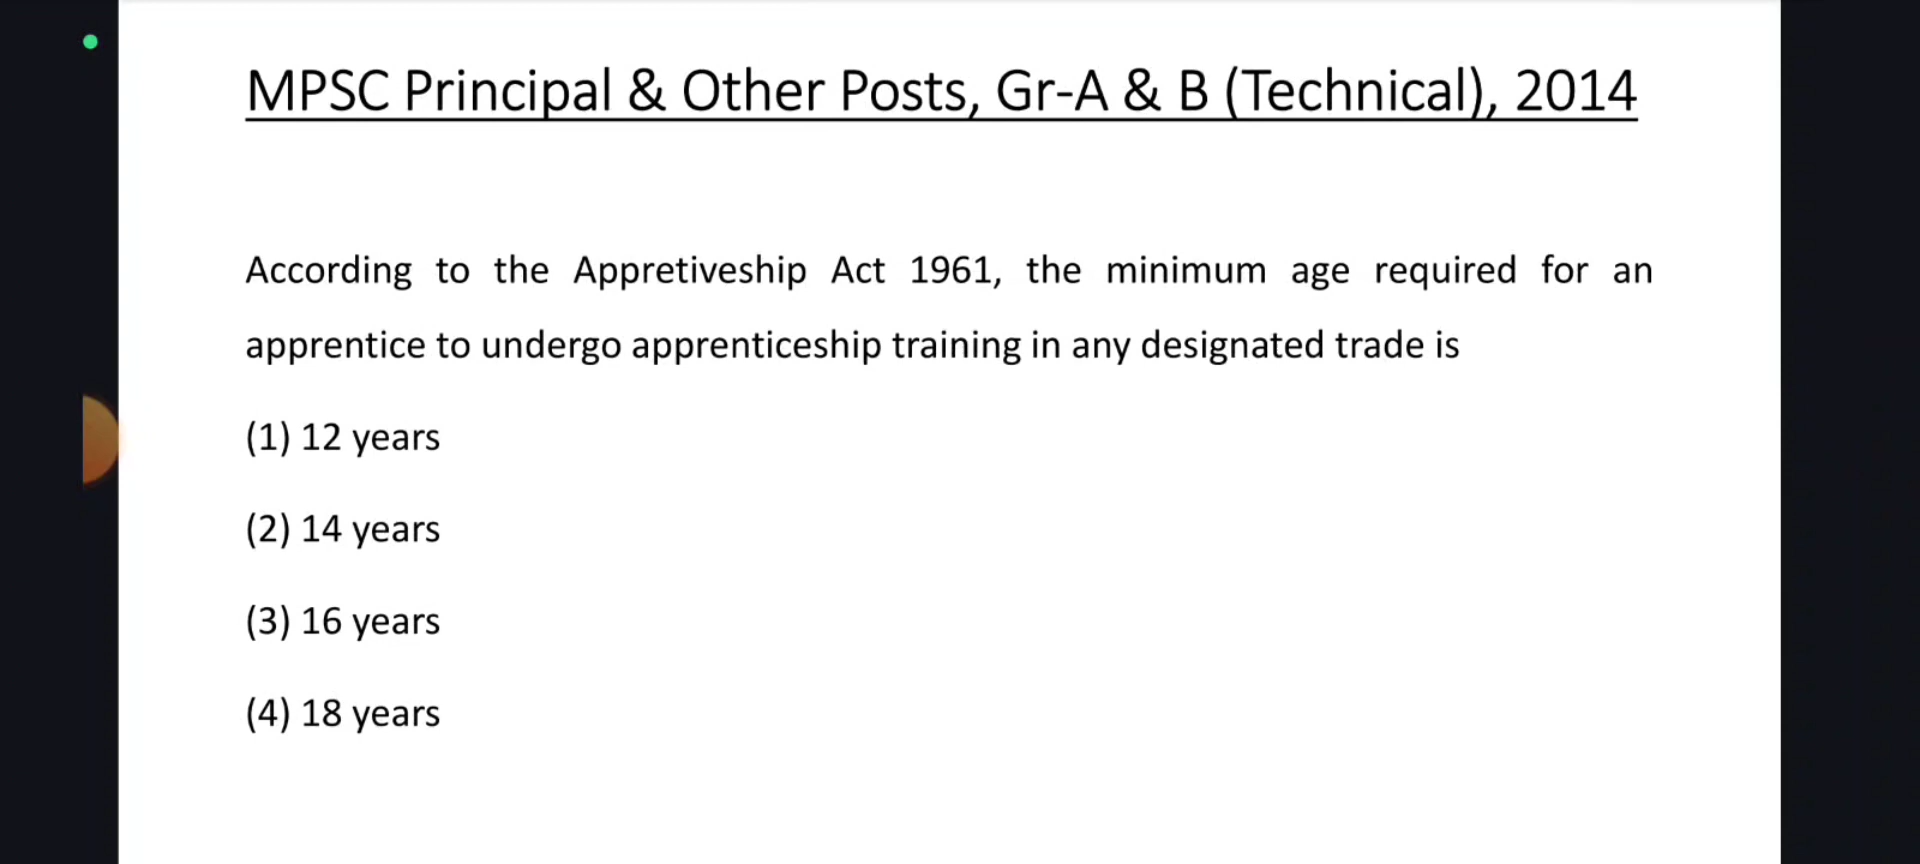 MPSC Principal & Other Posts, Gr-A & B (Technical), 2014
According to the Appretiveship Act 1961, the minimum age required for an
apprentice to undergo apprenticeship training in any designated trade is
(1) 12 years
(2) 14 years
(3) 16 years
(4) 18 years